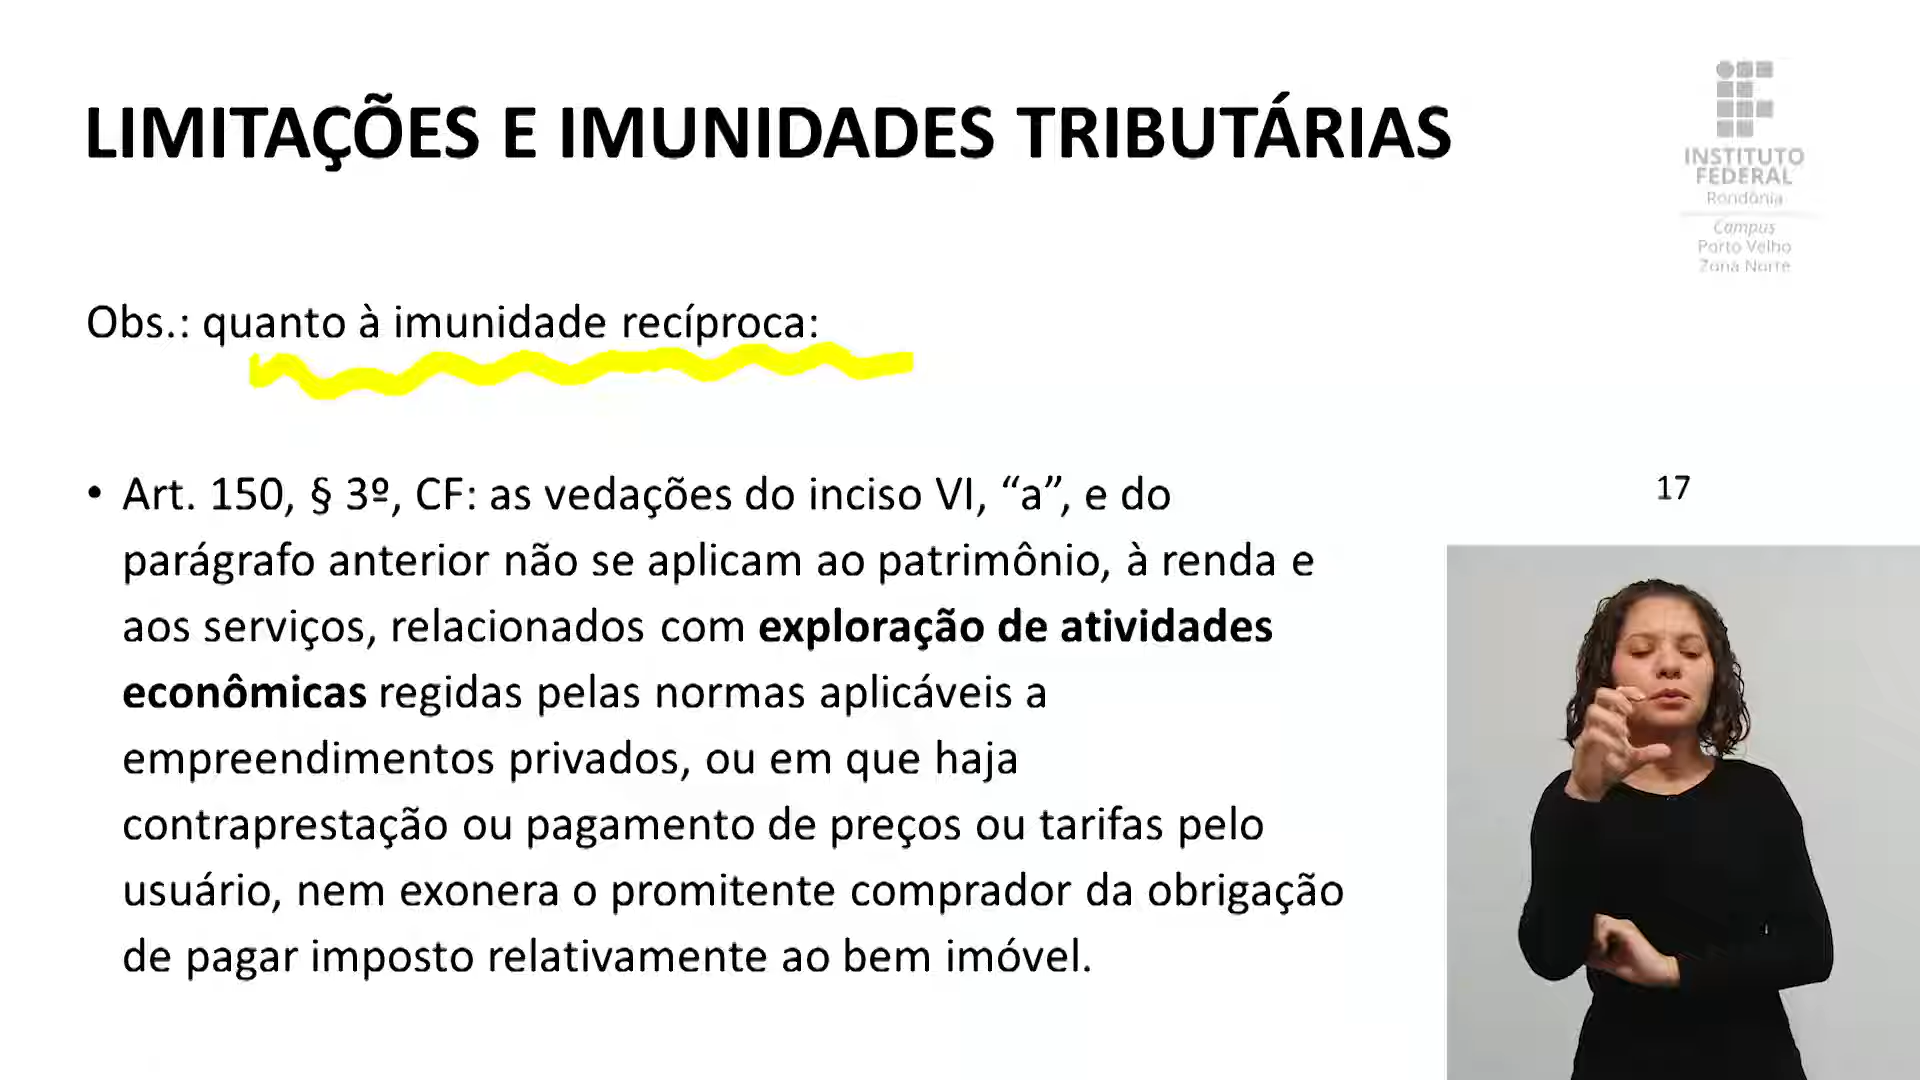 LIMITAÇÕES E IMUNIDADES TRIBUTÁRIAS
INSTITUTO
FEDERAL
Rondônia
Campus
Porto Velho
Zona Norte
Obs.: quanto à imunidade recíproca:
• Art. 150, § 3º, CF: as vedações do inciso VI, “a”, e do
parágrafo anterior não se aplicam ao patrimônio, à renda e
aos serviços, relacionados com exploração de atividades
econômicas regidas pelas normas aplicáveis a
empreendimentos privados, ou em que haja
contraprestação ou pagamento de preços ou tarifas pelo
usuário, nem exonera o promitente comprador da obrigação
de pagar imposto relativamente ao bem imóvel.
17